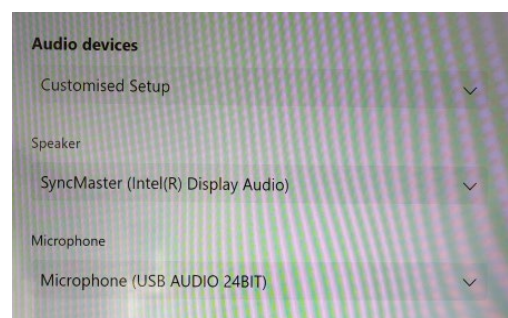 Audio devices
Customised Setup
Speaker
SyncMaster (Intel(R) Display Audio)
Microphone
Microphone (USB AUDIO 24BIT)